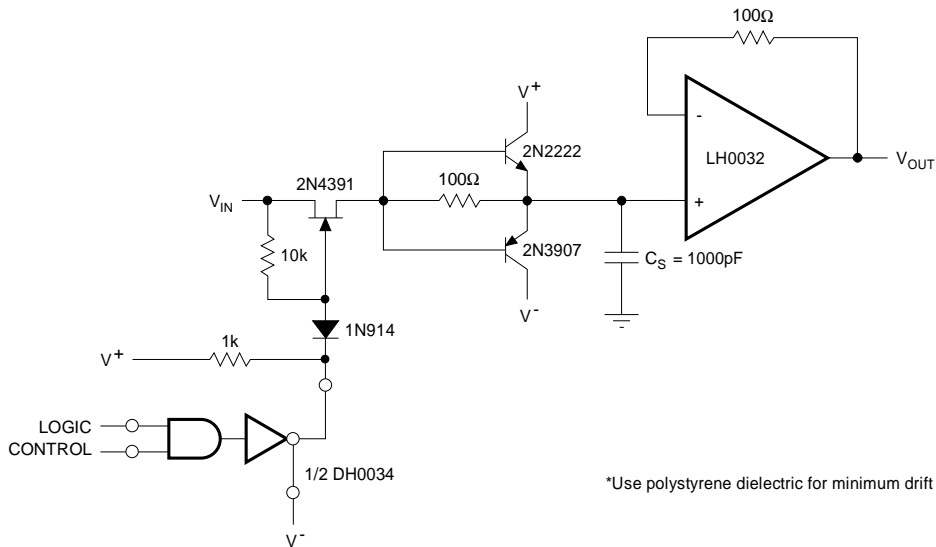 100Ω
V+
-
2N2222
LH0032
VOUT
100Ω
2N4391
VIN
+
2N3907
10k
CS = 1000pF
V-
1N914
1k
V+
LOGIC
CONTROL
1/2 DH0034
*Use polystyrene dielectric for minimum drift
V-